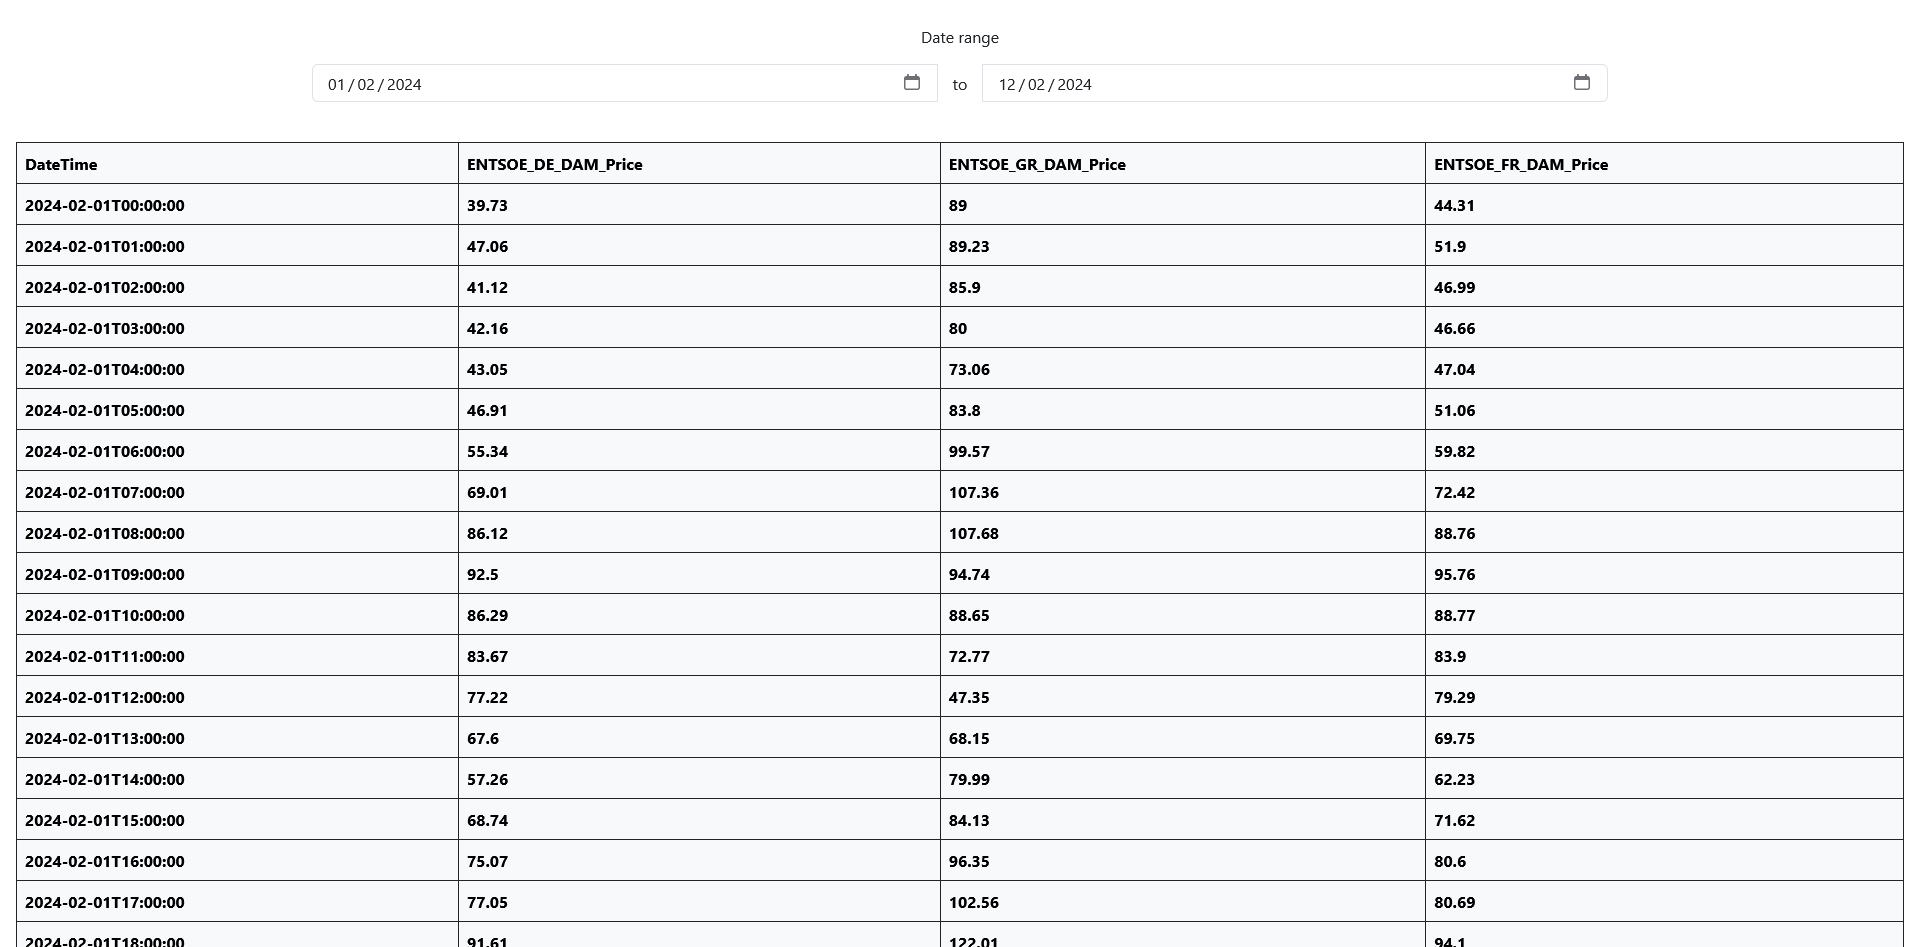 Date range
01 / 02 / 2024 to 12 / 02 / 2024
DateTime ENTSOE_DE_DAM_Price ENTSOE_GR_DAM_Price ENTSOE_FR_DAM_Price
2024-02-01T00:00:00 39.73 89 44.31
2024-02-01T01:00:00 47.06 89.23 51.9
2024-02-01T02:00:00 41.12 85.9 46.99
2024-02-01T03:00:00 42.16 80 46.66
2024-02-01T04:00:00 43.05 73.06 47.04
2024-02-01T05:00:00 46.91 83.8 51.06
2024-02-01T06:00:00 55.34 99.57 59.82
2024-02-01T07:00:00 69.01 107.36 72.42
2024-02-01T08:00:00 86.12 107.68 88.76
2024-02-01T09:00:00 92.5 94.74 95.76
2024-02-01T10:00:00 86.29 88.65 88.77
2024-02-01T11:00:00 83.67 72.77 83.9
2024-02-01T12:00:00 77.22 47.35 79.29
2024-02-01T13:00:00 67.6 68.15 69.75
2024-02-01T14:00:00 57.26 79.99 62.23
2024-02-01T15:00:00 68.74 84.13 71.62
2024-02-01T16:00:00 75.07 96.35 80.6
2024-02-01T17:00:00 77.05 102.56 80.69
2024-02-01T18:00:00 91.61 122.01 94.1